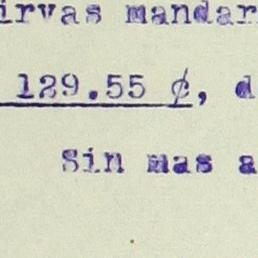 irvas mandar
129.55 ₡, d
Sin mas a